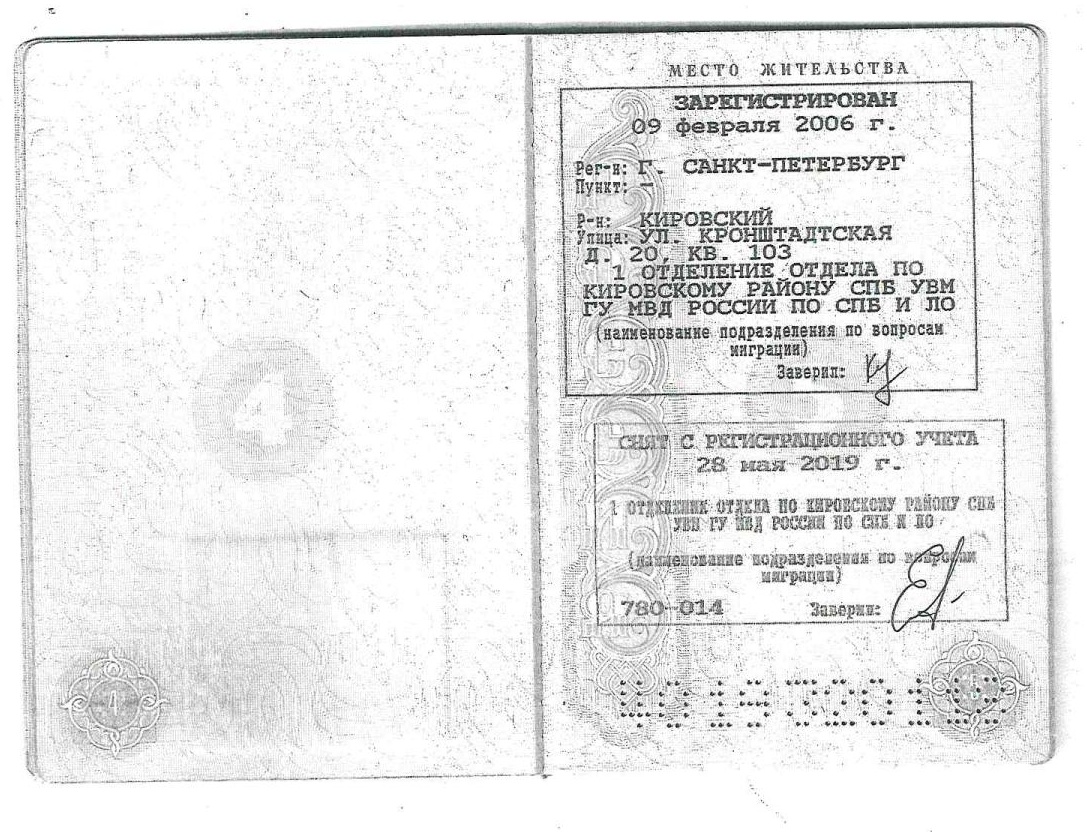 МЕСТО ЖИТЕЛЬСТВА
ЗАРЕГИСТРИРОВАН
09 февраля 2006 г.
Рег-н: Г. САНКТ-ПЕТЕРБУРГ
Пункт: -
Р-н: КИРОВСКИЙ
Улица: УЛ. КРОНШТАДТСКАЯ
Д. 20, КВ. 103
1 ОТДЕЛЕНИЕ ОТДЕЛА ПО
КИРОВСКОМУ РАЙОНУ СПБ УВМ
ГУ МВД РОССИИ ПО СПБ И ЛО
(наименование подразделения по вопросам
миграции)
Заверил:
4
СНЯТ С РЕГИСТРАЦИОННОГО УЧЕТА
28 мая 2019 г.
1 ОТДЕЛЕНИЕ ОТДЕЛА ПО КИРОВСКОМУ РАЙОНУ СПБ
УВМ ГУ МВД РОССИИ ПО СПБ И ЛО
(наименование подразделения по вопросам
миграции)
780-014 Заверил:
4